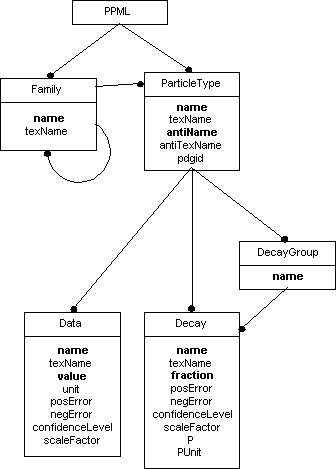 PPML
Family
name
texName
ParticleType
name
texName
antiName
antiTexName
pdgid
DecayGroup
name
Data
name
texName
value
unit
posError
negError
confidenceLevel
scaleFactor
Decay
name
texName
fraction
posError
negError
confidenceLevel
scaleFactor
P
PUnit